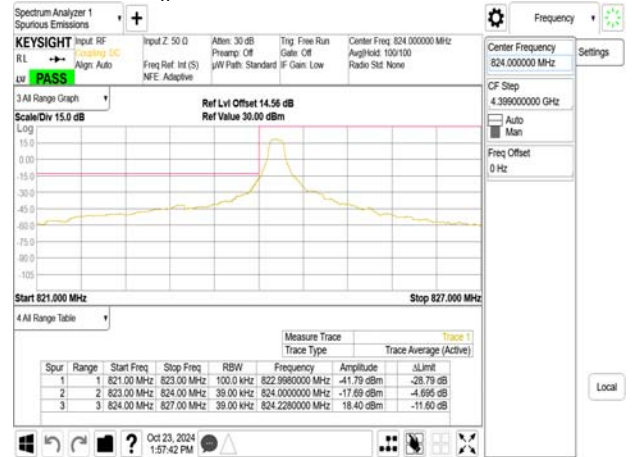 Spectrum Analyzer 1
Spurious Emissions
+
Frequency
KEYSIGHT
Input: RF
Coupling: DC
Align: Auto
Input Z: 50 Ω
Freq Ref: Int (S)
NFE: Adaptive
Atten: 30 dB
Preamp: Off
µW Path: Standard
Trig: Free Run
Gate: Off
IF Gain: Low
Center Freq: 824.000000 MHz
Avg|Hold: 100/100
Radio Std: None
RL
PASS
Center Frequency
824.000000 MHz
Settings
CF Step
4.399000000 GHz
Auto
Man
Freq Offset
0 Hz
3 All Range Graph
Scale/Div 15.0 dB
Ref Lvl Offset 14.56 dB
Ref Value 30.00 dBm
Log
15.0
0.00
-15.0
-30.0
-45.0
-60.0
-75.0
-90.0
-105
Start 821.000 MHz
Stop 827.000 MHz
4 All Range Table
Measure Trace Trace 1
Trace Type Trace Average (Active)
Spur Range Start Freq Stop Freq RBW Frequency Amplitude ΔLimit
1 1 821.00 MHz 823.00 MHz 100.0 kHz 822.9980000 MHz -41.79 dBm -28.79 dB
2 2 823.00 MHz 824.00 MHz 39.00 kHz 824.0000000 MHz -17.69 dBm -4.695 dB
3 3 824.00 MHz 827.00 MHz 39.00 kHz 824.2280000 MHz 18.40 dBm -11.60 dB
Local
?
Oct 23, 2024
1:57:42 PM